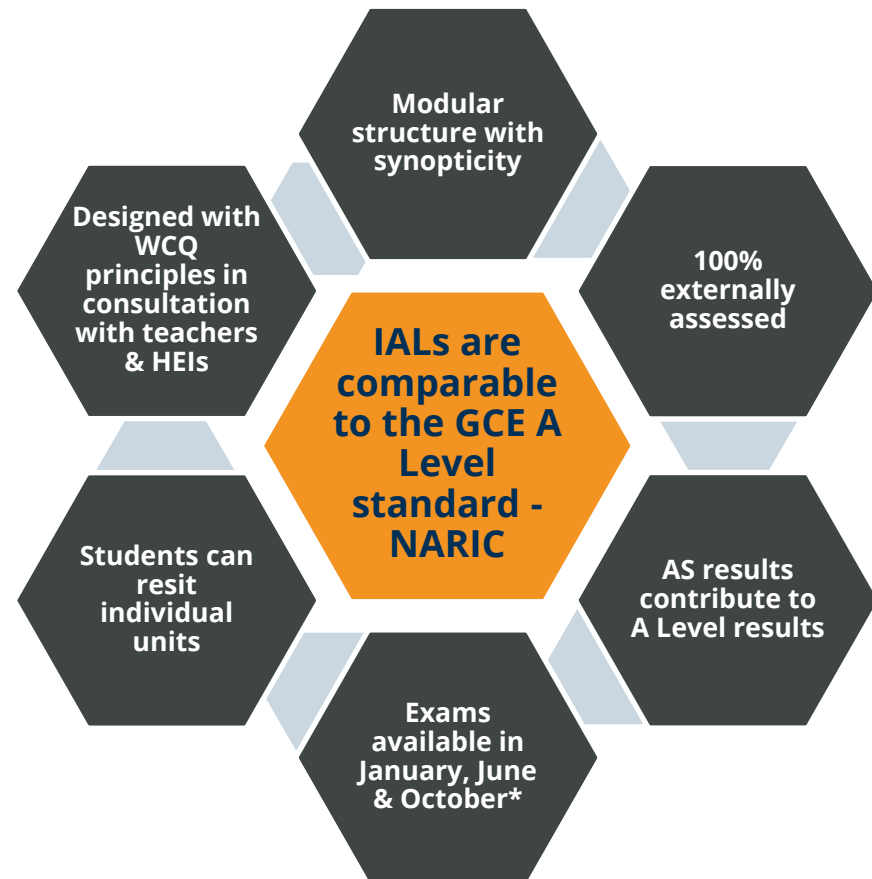 Modular
structure with
synopticity
100%
externally
assessed
AS results
contribute to
A Level results
Exams
available in
January, June
& October*
Students can
resit
individual
units
Designed with
WCQ
principles in
consultation
with teachers
& HEIs
IALs are
comparable
to the GCE A
Level
standard -
NARIC